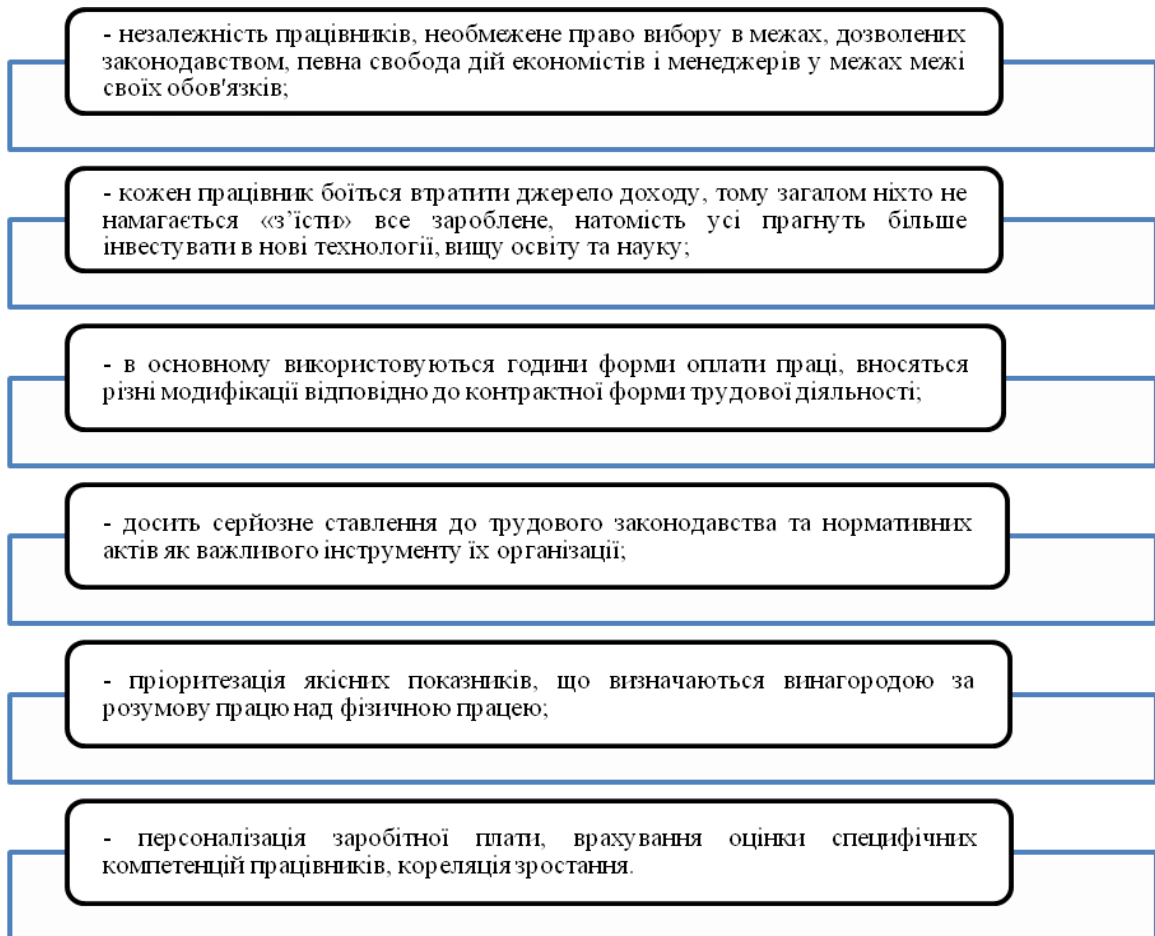 - незалежність працівників, необмежене право вибору в межах, дозволених
законодавством, певна свобода дій економістів і менеджерів у межах межі
своїх обов'язків;
- кожен працівник боїться втратити джерело доходу, тому загалом ніхто не
намагається «з’їсти» все зароблене, натомість усі прагнуть більше
інвестувати в нові технології, вищу освіту та науку;
- в основному використовуються години форми оплати праці, вносяться
різні модифікації відповідно до контрактної форми трудової діяльності;
- досить серйозне ставлення до трудового законодавства та нормативних
актів як важливого інструменту їх організації;
- пріоритезація якісних показників, що визначаються винагородою за
розумову працю над фізичною працею;
- персоналізація заробітної плати, врахування оцінки специфічних
компетенцій працівників, кореляція зростання.